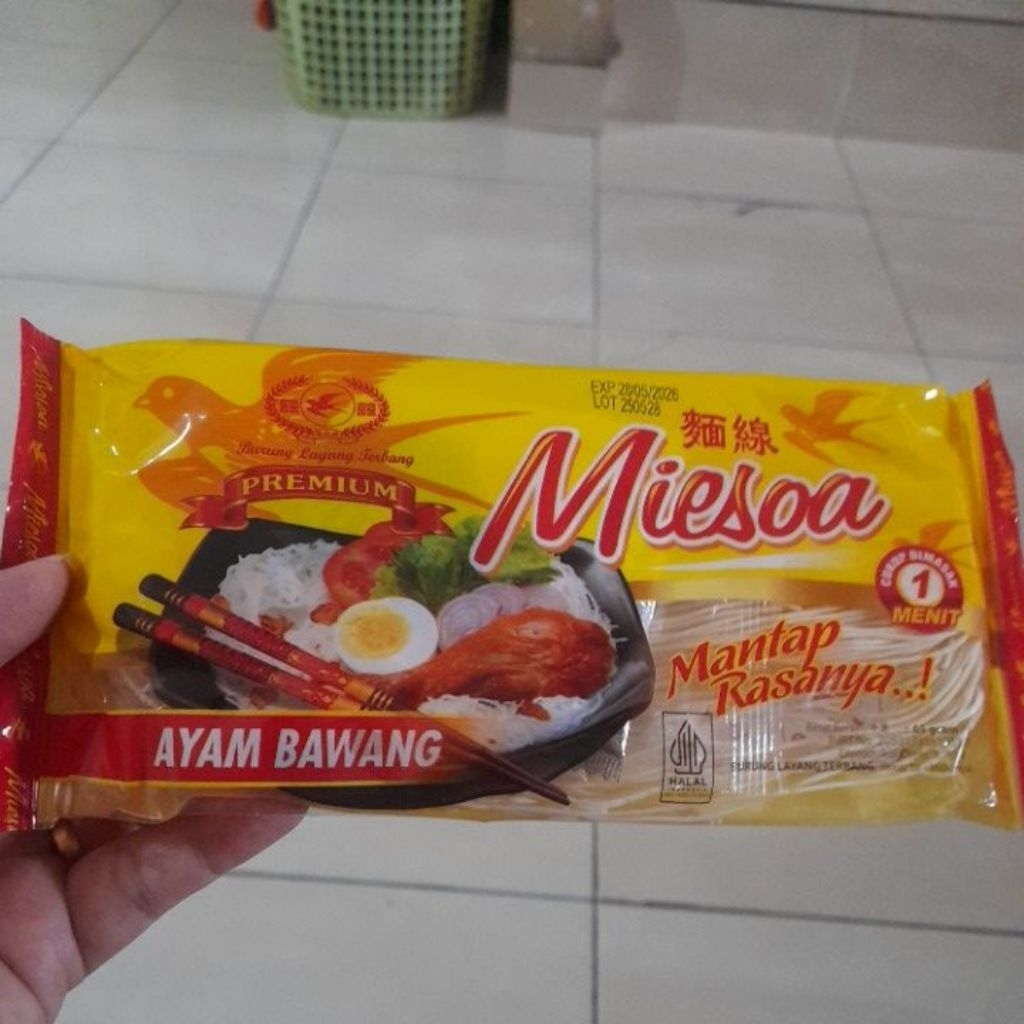 EXP 28/05/2026
LOT 250528
麵線
Burung Layang Terbang
PREMIUM
Miesoa
CUKUP DIMASAK
1
MENIT
Mantap
Rasanya..!
AYAM BAWANG
HALAL
BURUNG LAYANG TERBANG
Miesoa